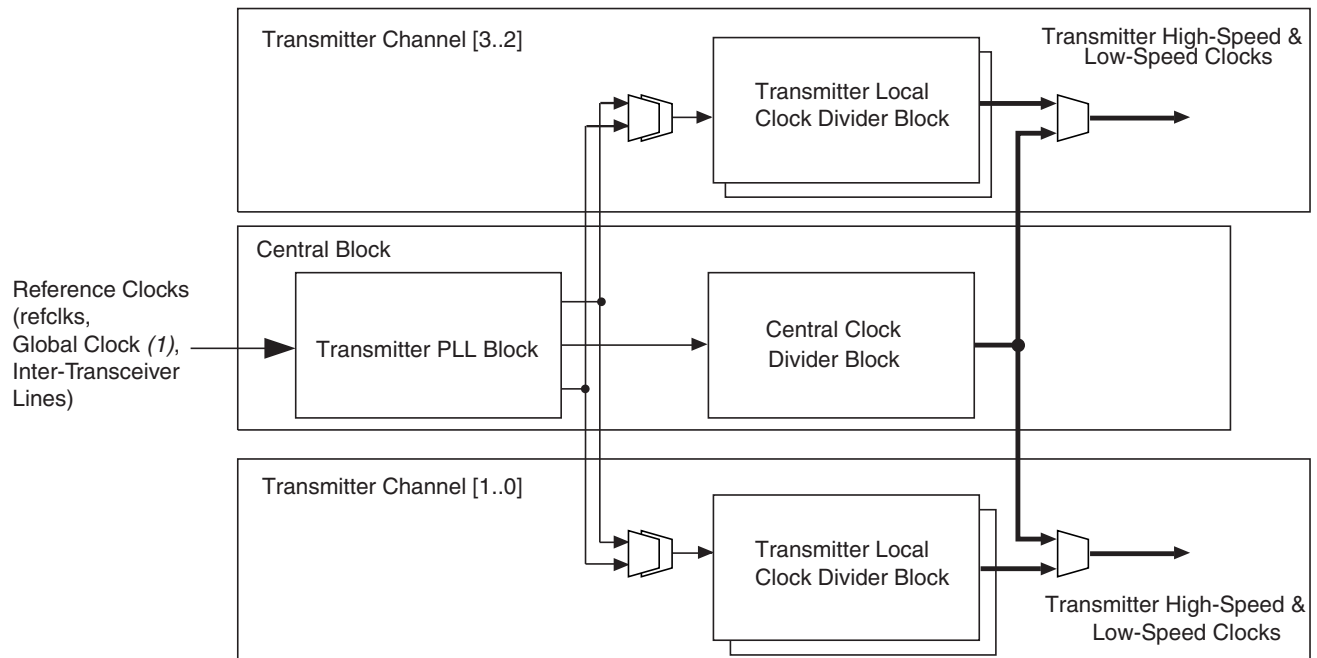 Transmitter Channel [3..2]
Transmitter High-Speed &
Low-Speed Clocks
Transmitter Local
Clock Divider Block
Central Block
Reference Clocks
(refclks,
Global Clock (1),
Inter-Transceiver
Lines)
Transmitter PLL Block
Central Clock
Divider Block
Transmitter Channel [1..0]
Transmitter Local
Clock Divider Block
Transmitter High-Speed &
Low-Speed Clocks